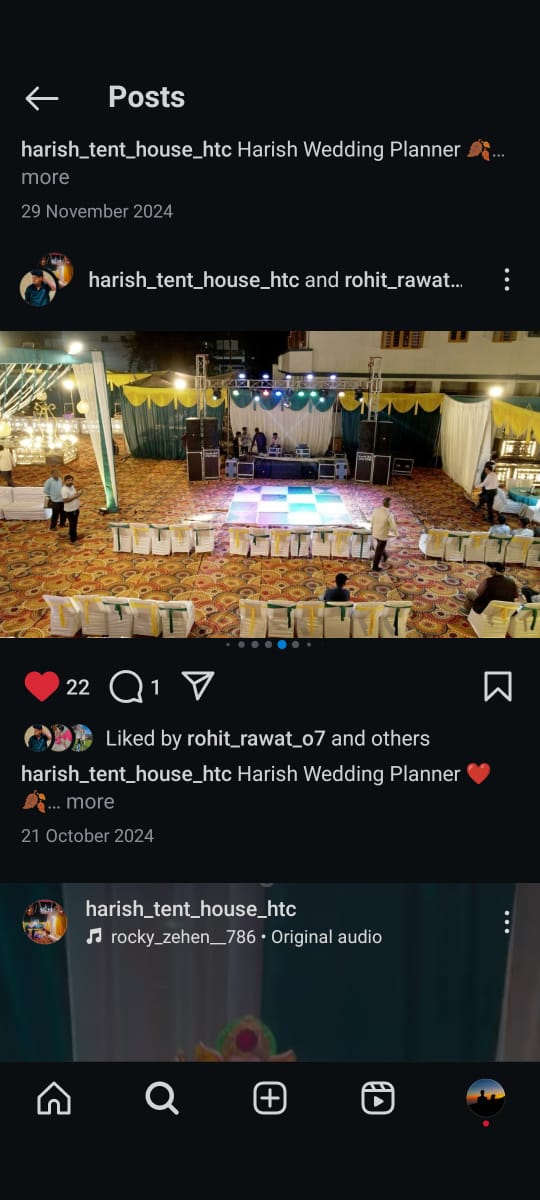 Posts
harish_tent_house_htc Harish Wedding Planner 🍂...
more
29 November 2024
harish_tent_house_htc and rohit_rawat...
22
1
Liked by rohit_rawat_o7 and others
harish_tent_house_htc Harish Wedding Planner ❤️
🍂... more
21 October 2024
harish_tent_house_htc
rocky_zehen__786 • Original audio